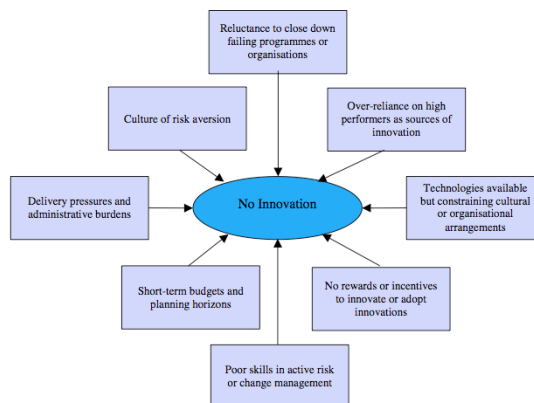 Reluctance to close down
failing programmes or
organisations
Culture of risk aversion
Over-reliance on high
performers as sources of
innovation
Delivery pressures and
administrative burdens
No Innovation
Technologies available
but constraining cultural
or organisational
arrangements
Short-term budgets and
planning horizons
No rewards or incentives
to innovate or adopt
innovations
Poor skills in active risk
or change management